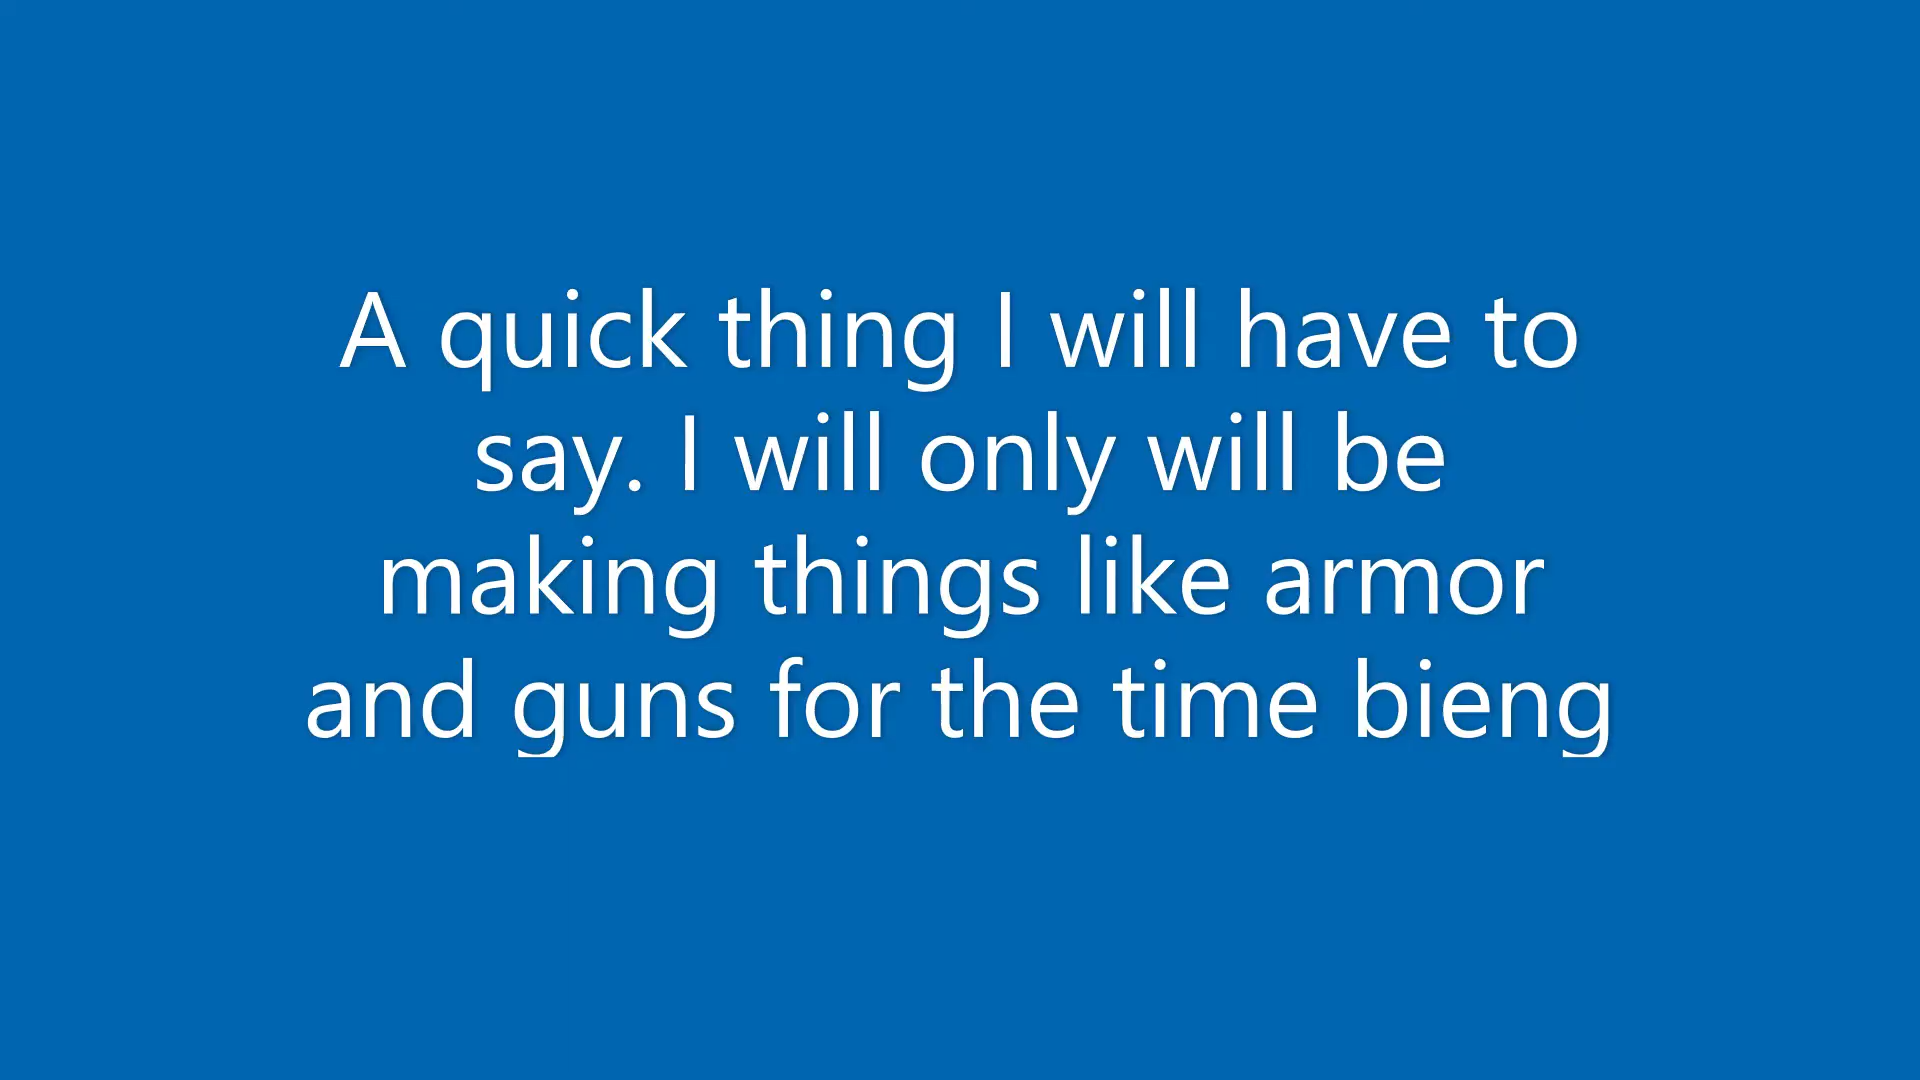 A quick thing I will have to
say. I will only will be
making things like armor
and guns for the time bieng